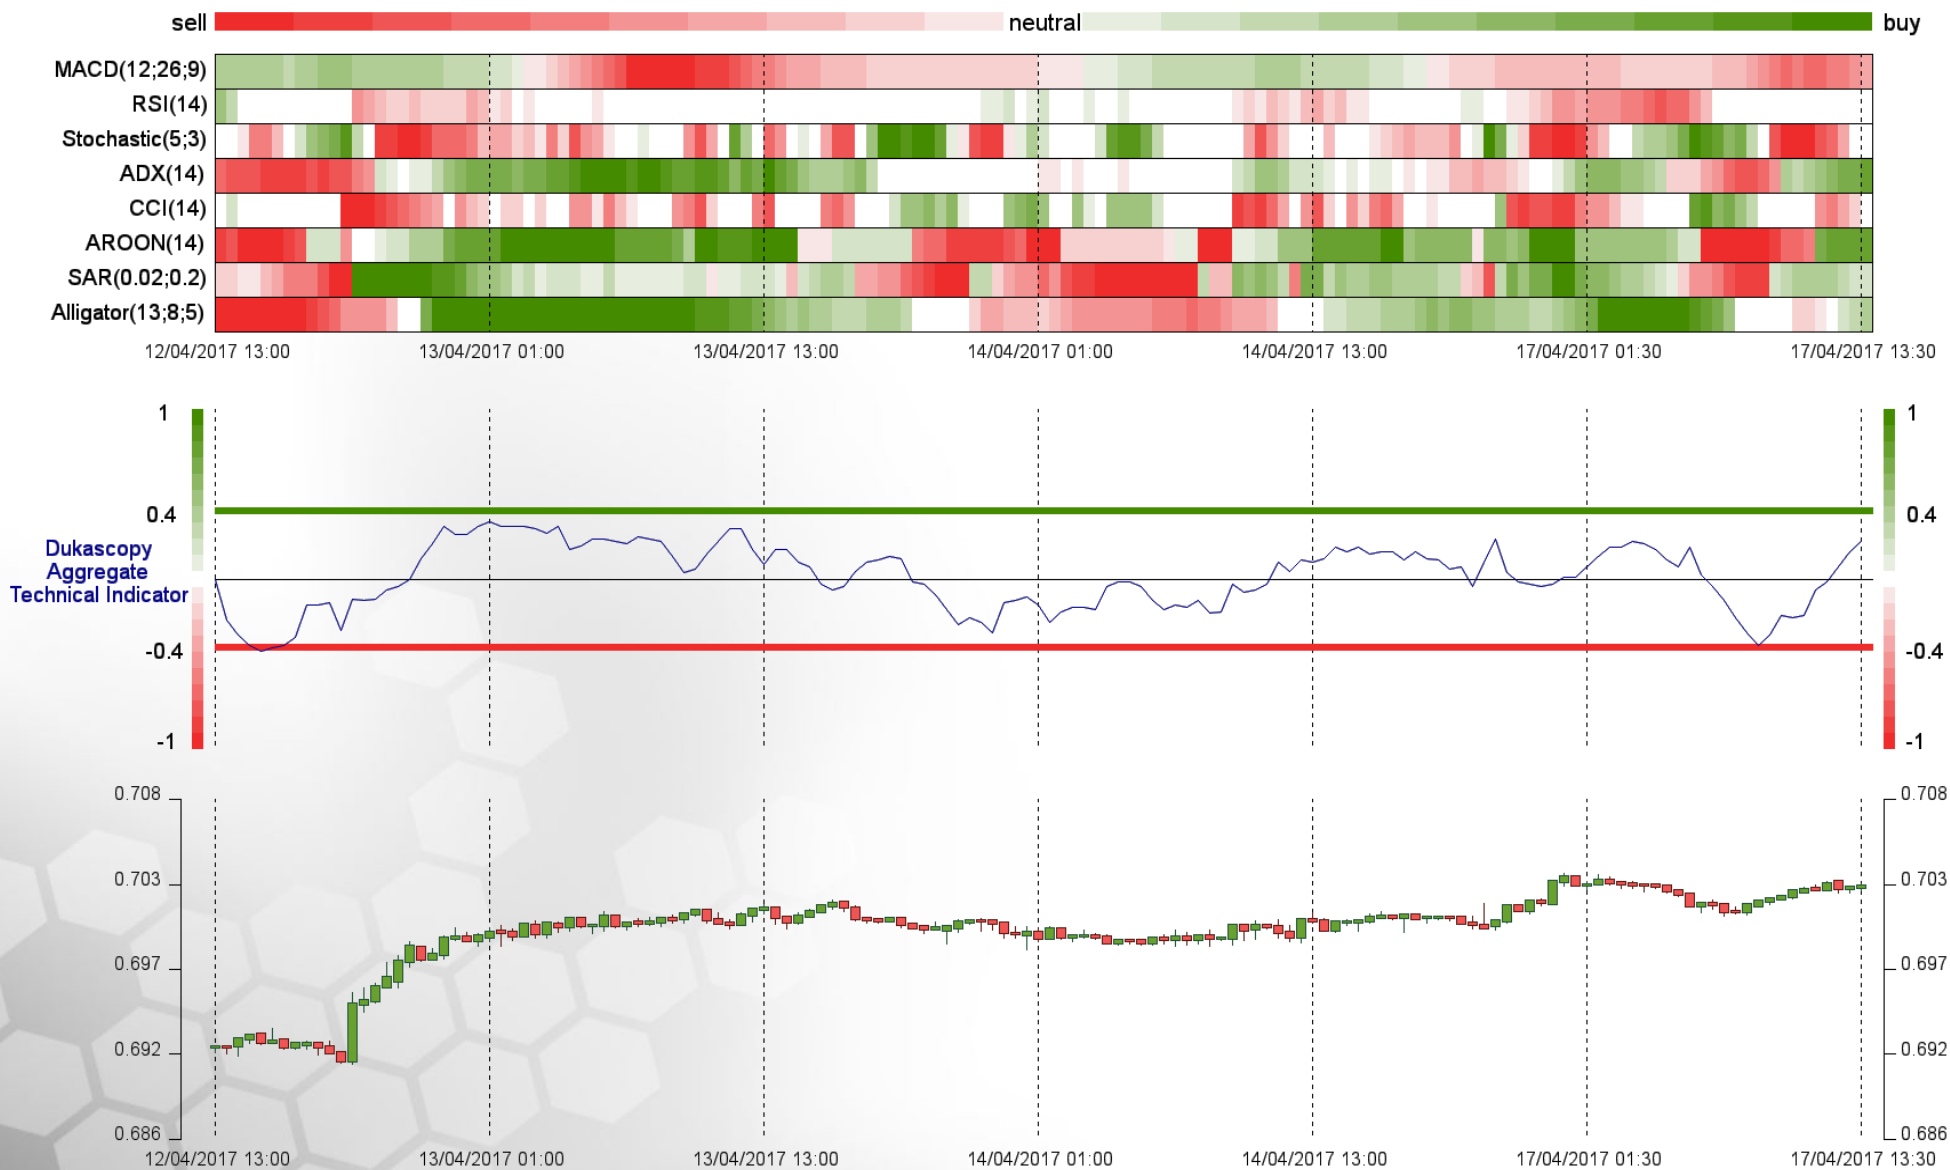 sell neutral buy
MACD(12;26;9)
RSI(14)
Stochastic(5;3)
ADX(14)
CCI(14)
AROON(14)
SAR(0.02;0.2)
Alligator(13;8;5)
12/04/2017 13:00 13/04/2017 01:00 13/04/2017 13:00 14/04/2017 01:00 14/04/2017 13:00 17/04/2017 01:30 17/04/2017 13:30
1 1
0.4 0.4
Dukascopy
Aggregate
Technical Indicator
-0.4 -0.4
-1 -1
0.708 0.708
0.703 0.703
0.697 0.697
0.692 0.692
0.686 0.686
12/04/2017 13:00 13/04/2017 01:00 13/04/2017 13:00 14/04/2017 01:00 14/04/2017 13:00 17/04/2017 01:30 17/04/2017 13:30